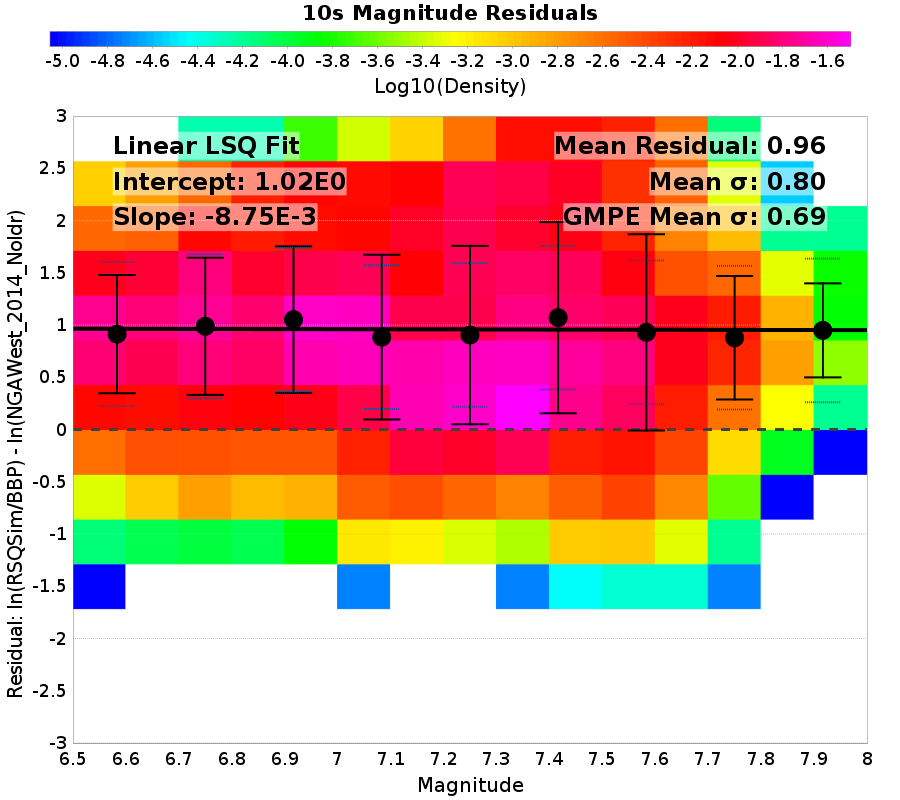 10s Magnitude Residuals
-5.0 -4.8 -4.6 -4.4 -4.2 -4.0 -3.8 -3.6 -3.4 -3.2 -3.0 -2.8 -2.6 -2.4 -2.2 -2.0 -1.8 -1.6
Log10(Density)
Linear LSQ Fit
Intercept: 1.02E0
Slope: -8.75E-3
Mean Residual: 0.96
Mean σ: 0.80
GMPE Mean σ: 0.69
Residual: ln(RSQSim/BBP) - ln(NGAWest_2014_NoIdr)
3
2.5
2
1.5
1
0.5
0
-0.5
-1
-1.5
-2
-2.5
-3
6.5 6.6 6.7 6.8 6.9 7 7.1 7.2 7.3 7.4 7.5 7.6 7.7 7.8 7.9 8
Magnitude